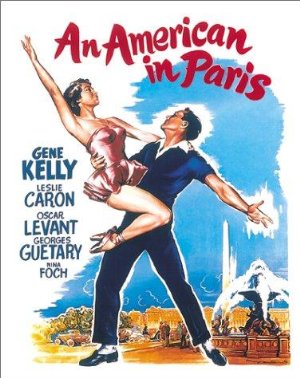 An American
in Paris
GENE
KELLY
LESLIE
CARON
OSCAR
LEVANT
GEORGES
GUETARY
NINA
FOCH